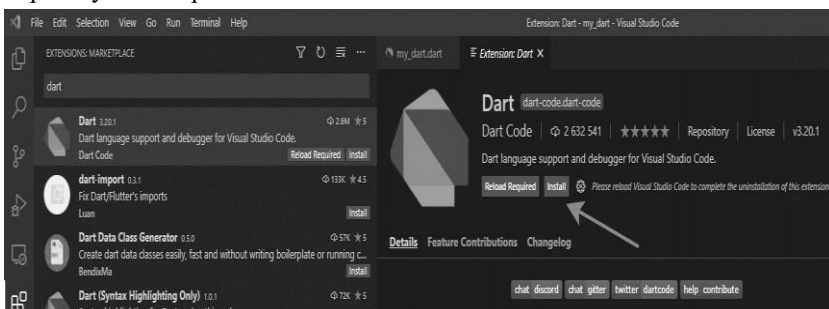 File Edit Selection View Go Run Terminal Help
Extension: Dart - my_dart - Visual Studio Code
EXTENSIONS: MARKETPLACE
my_dart.dart
Extension: Dart
dart
Dart 3.20.1 2.6M ★ 5
Dart language support and debugger for Visual Studio Code.
Dart Code Reload Required Install
dart-import 0.3.1 133K ★ 4.5
Fix Dart/Flutter's imports
Luan Install
Dart Data Class Generator 0.5.0 57K ★ 5
Create dart data classes easily, fast and without writing boilerplate or running c...
BendixMa Install
Dart (Syntax Highlighting Only) 1.0.1 72K ★ 5
Dart dart-code.dart-code
Dart Code | 2 632 541 | ★★★★★ | Repository | License | v3.20.1
Dart language support and debugger for Visual Studio Code.
Reload Required Install Please reload Visual Studio Code to complete the uninstallation of this extension
Details Feature Contributions Changelog
chat discord chat gitter twitter dartcode help contribute